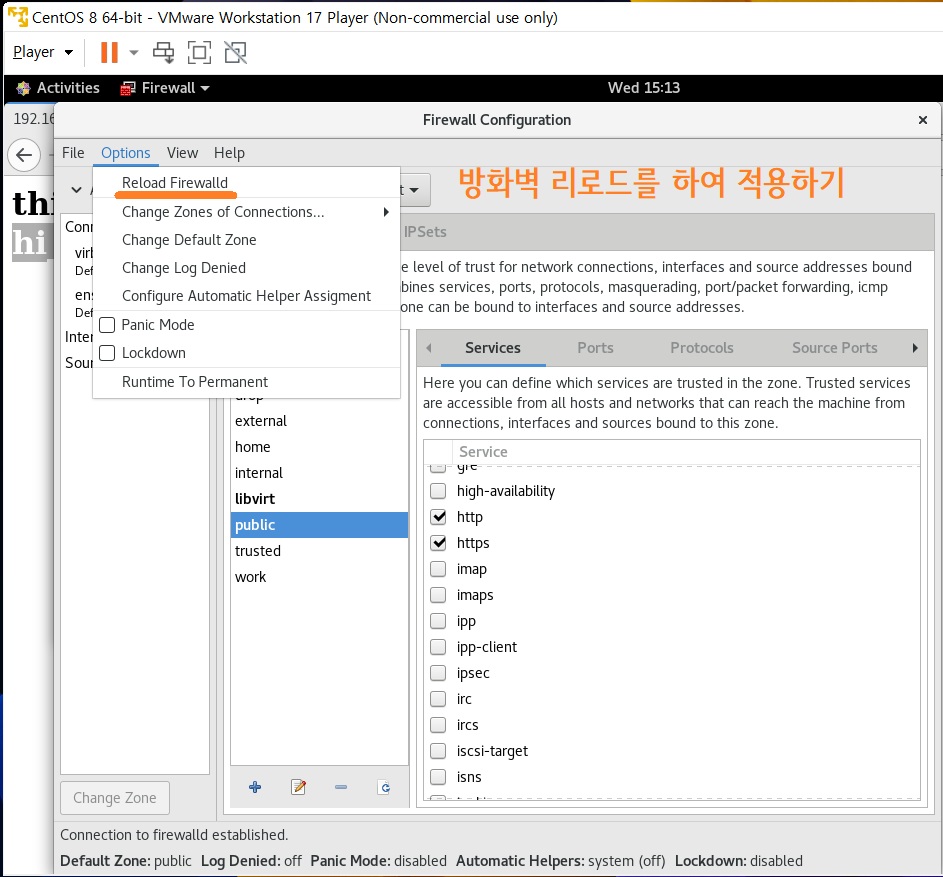 CentOS 8 64-bit - VMware Workstation 17 Player (Non-commercial use only)
Player
Activities Firewall Wed 15:13
192.16 Firewall Configuration
File Options View Help
Reload Firewalld
방화벽 리로드를 하여 적용하기
Change Zones of Connections...
Change Default Zone
Change Log Denied
Configure Automatic Helper Assigment
Panic Mode
Lockdown
Runtime To Permanent
thi
hi
IPSets
e level of trust for network connections, interfaces and source addresses bound
bines services, ports, protocols, masquerading, port/packet forwarding, icmp
one can be bound to interfaces and source addresses.
Services Ports Protocols Source Ports
Here you can define which services are trusted in the zone. Trusted services
are accessible from all hosts and networks that can reach the machine from
connections, interfaces and sources bound to this zone.
drop
external
home
internal
libvirt
public
trusted
work
Service
gre
high-availability
http
https
imap
imaps
ipp
ipp-client
ipsec
irc
ircs
iscsi-target
isns
Change Zone
Connection to firewalld established.
Default Zone: public Log Denied: off Panic Mode: disabled Automatic Helpers: system (off) Lockdown: disabled